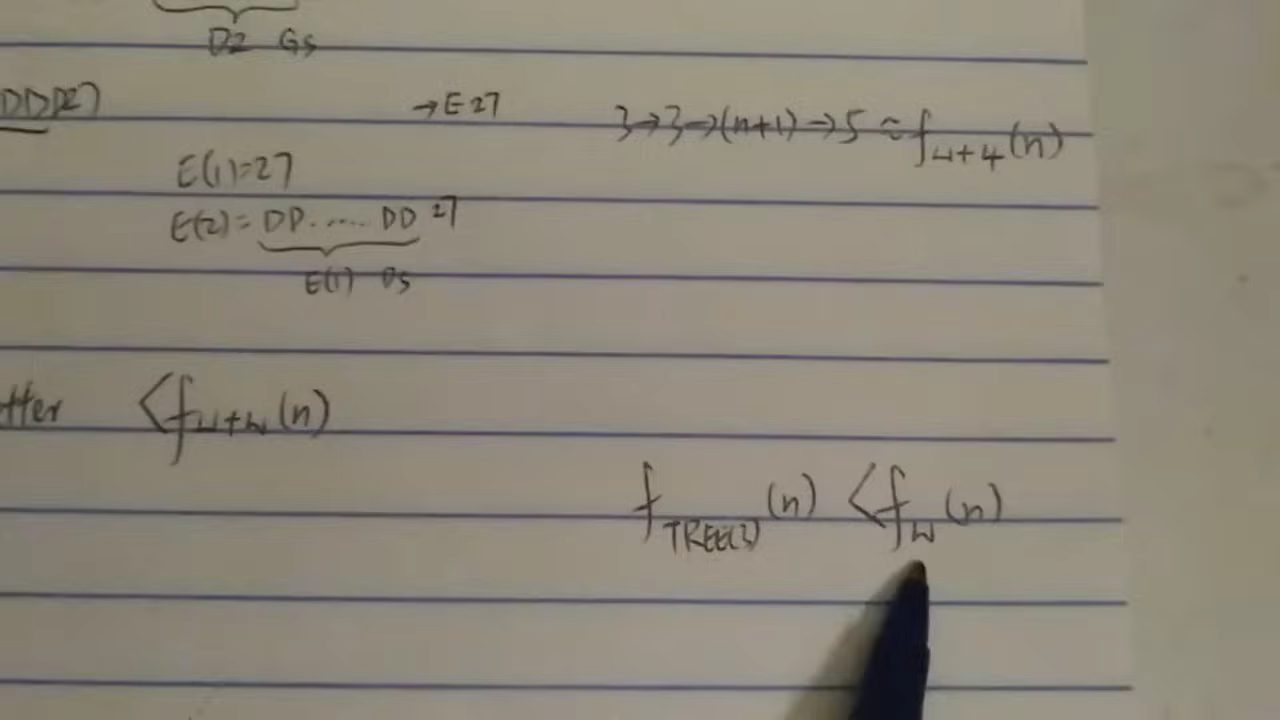 D2 Gs
DDD27 →E27 3→3→(n+1)→5 ≈ f_{ω+4}(n)
E(1)=27
E(2)= DD.....DD 27
E(1) Ds
tter <f_{ω+ω}(n)
f_{TREE(3)}(n) <f_ω(n)